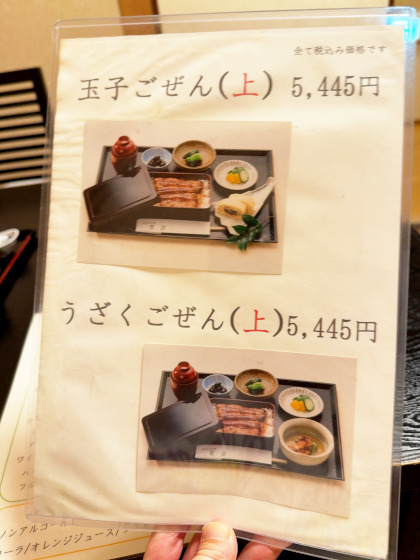 全て税込み価格です
玉子ごぜん(上) 5,445円
うざくごぜん(上)5,445円
ノンアルコール
ーラ/オレンジジュース/